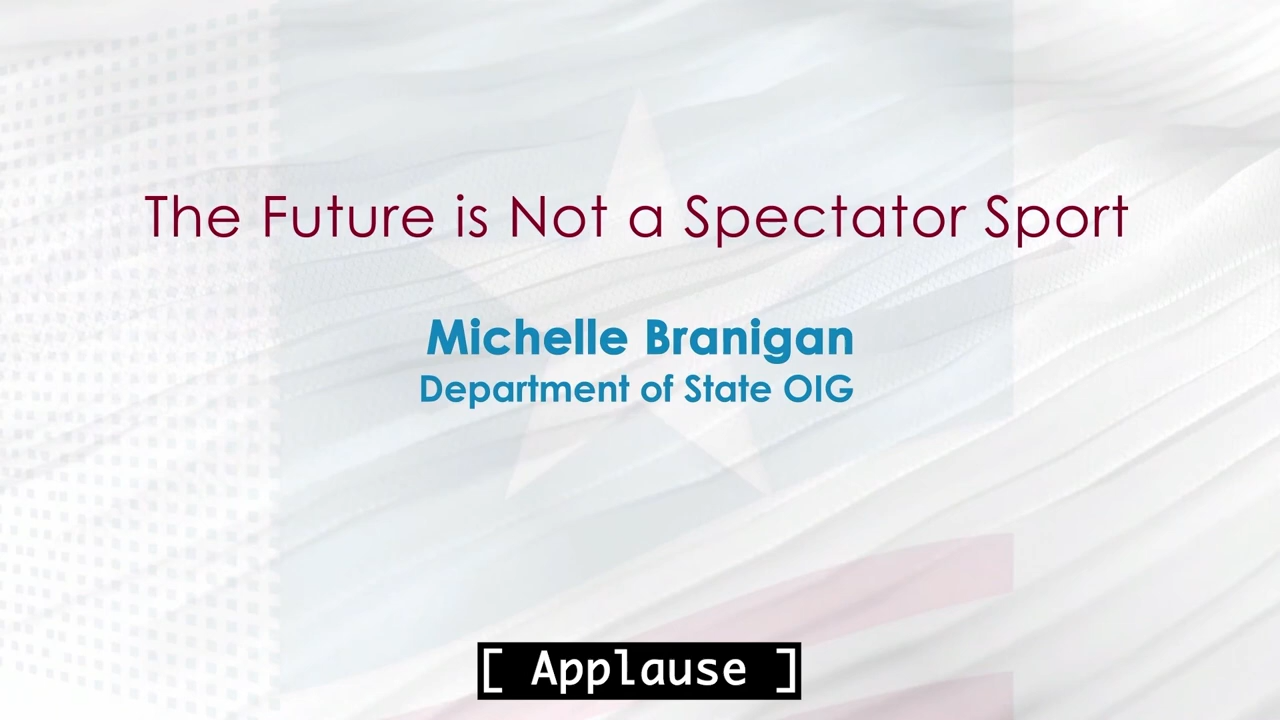 The Future is Not a Spectator Sport
Michelle Branigan
Department of State OIG
[ Applause ]